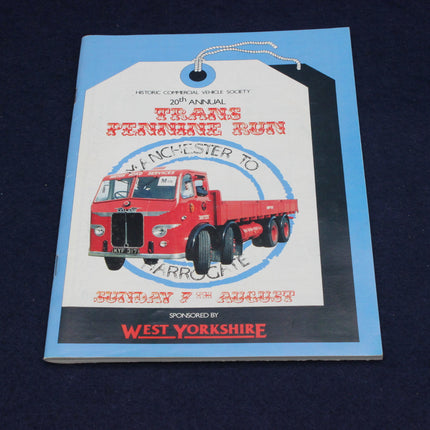 HISTORIC COMMERCIAL VEHICLE SOCIETY
20th ANNUAL
TRANS
PENNINE RUN
MANCHESTER TO
HARROGATE
SUNDAY 7TH AUGUST
SPONSORED BY
WEST YORKSHIRE